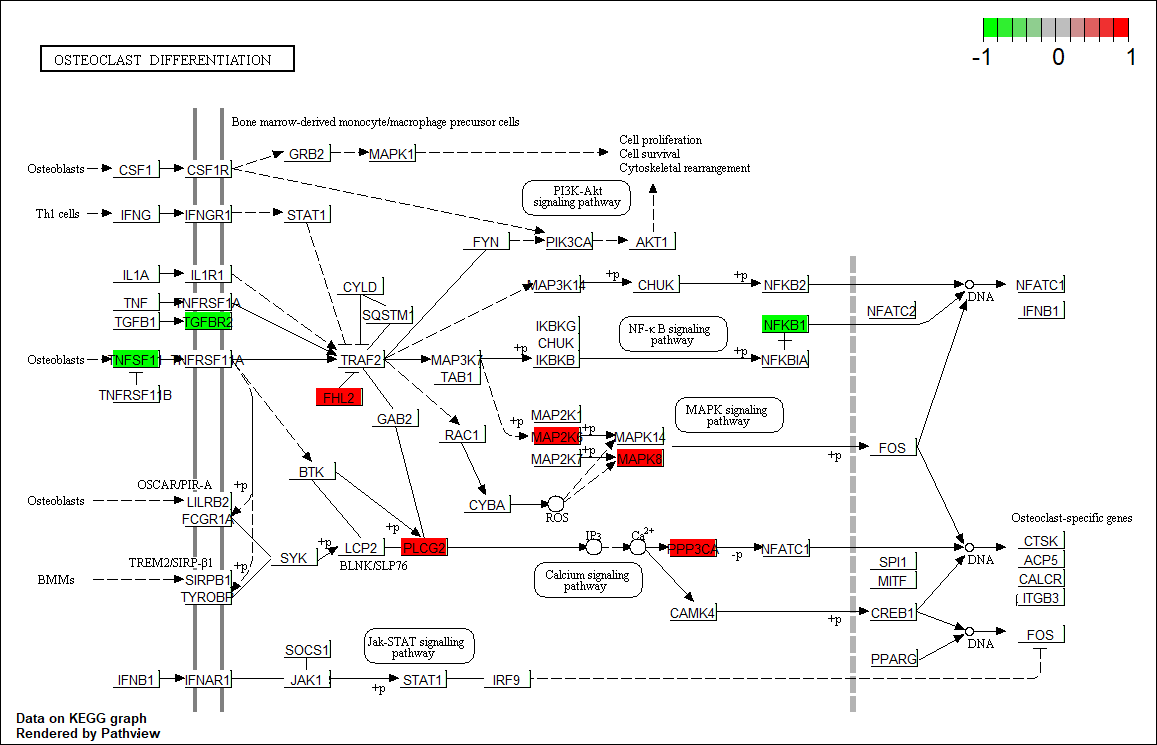 -1 0 1
OSTEOCLAST DIFFERENTIATION
Bone marrow-derived monocyte/macrophage precursor cells
Osteoblasts
CSF1
CSF1R
GRB2
MAPK1
Cell proliferation
Cell survival
Cytoskeletal rearrangement
PI3K-Akt
signaling pathway
Th1 cells
IFNG
IFNGR1
STAT1
FYN
PIK3CA
AKT1
IL1A
IL1R1
CYLD
MAP3K14
+p
CHUK
+p
NFKB2
DNA
NFATC1
IFNB1
TNF
TNFRSF1A
TGFB1
TGFBR2
SQSTM1
IKBKG
CHUK
IKBKB
NF-κ B signaling
pathway
NFKB1
NFATC2
Osteoblasts
TNFSF11
TNFRSF11A
TRAF2
MAP3K7
TAB1
+p
+p
NFKBIA
TNFRSF11B
FHL2
GAB2
RAC1
MAP2K1
+p
MAP2K6
+p
MAPK14
MAP2K7
+p
MAPK8
MAPK signaling
pathway
+p
FOS
BTK
OSCAR/PIR-A
+p
Osteoblasts
LILRB2
FCGR1A
CYBA
ROS
SYK
+p
LCP2
+p
BLNK/SLP76
PLCG2
IP3
Ca2+
PPP3CA
-p
NFATC1
DNA
Osteoclast-specific genes
CTSK
ACP5
CALCR
ITGB3
TREM2/SIRP-β1
+p
BMMs
SIRPB1
TYROBP
Calcium signaling
pathway
CAMK4
+p
SPI1
MITF
CREB1
PPARG
DNA
FOS
Jak-STAT signalling
pathway
SOCS1
IFNB1
IFNAR1
JAK1
+p
STAT1
IRF9
Data on KEGG graph
Rendered by Pathview